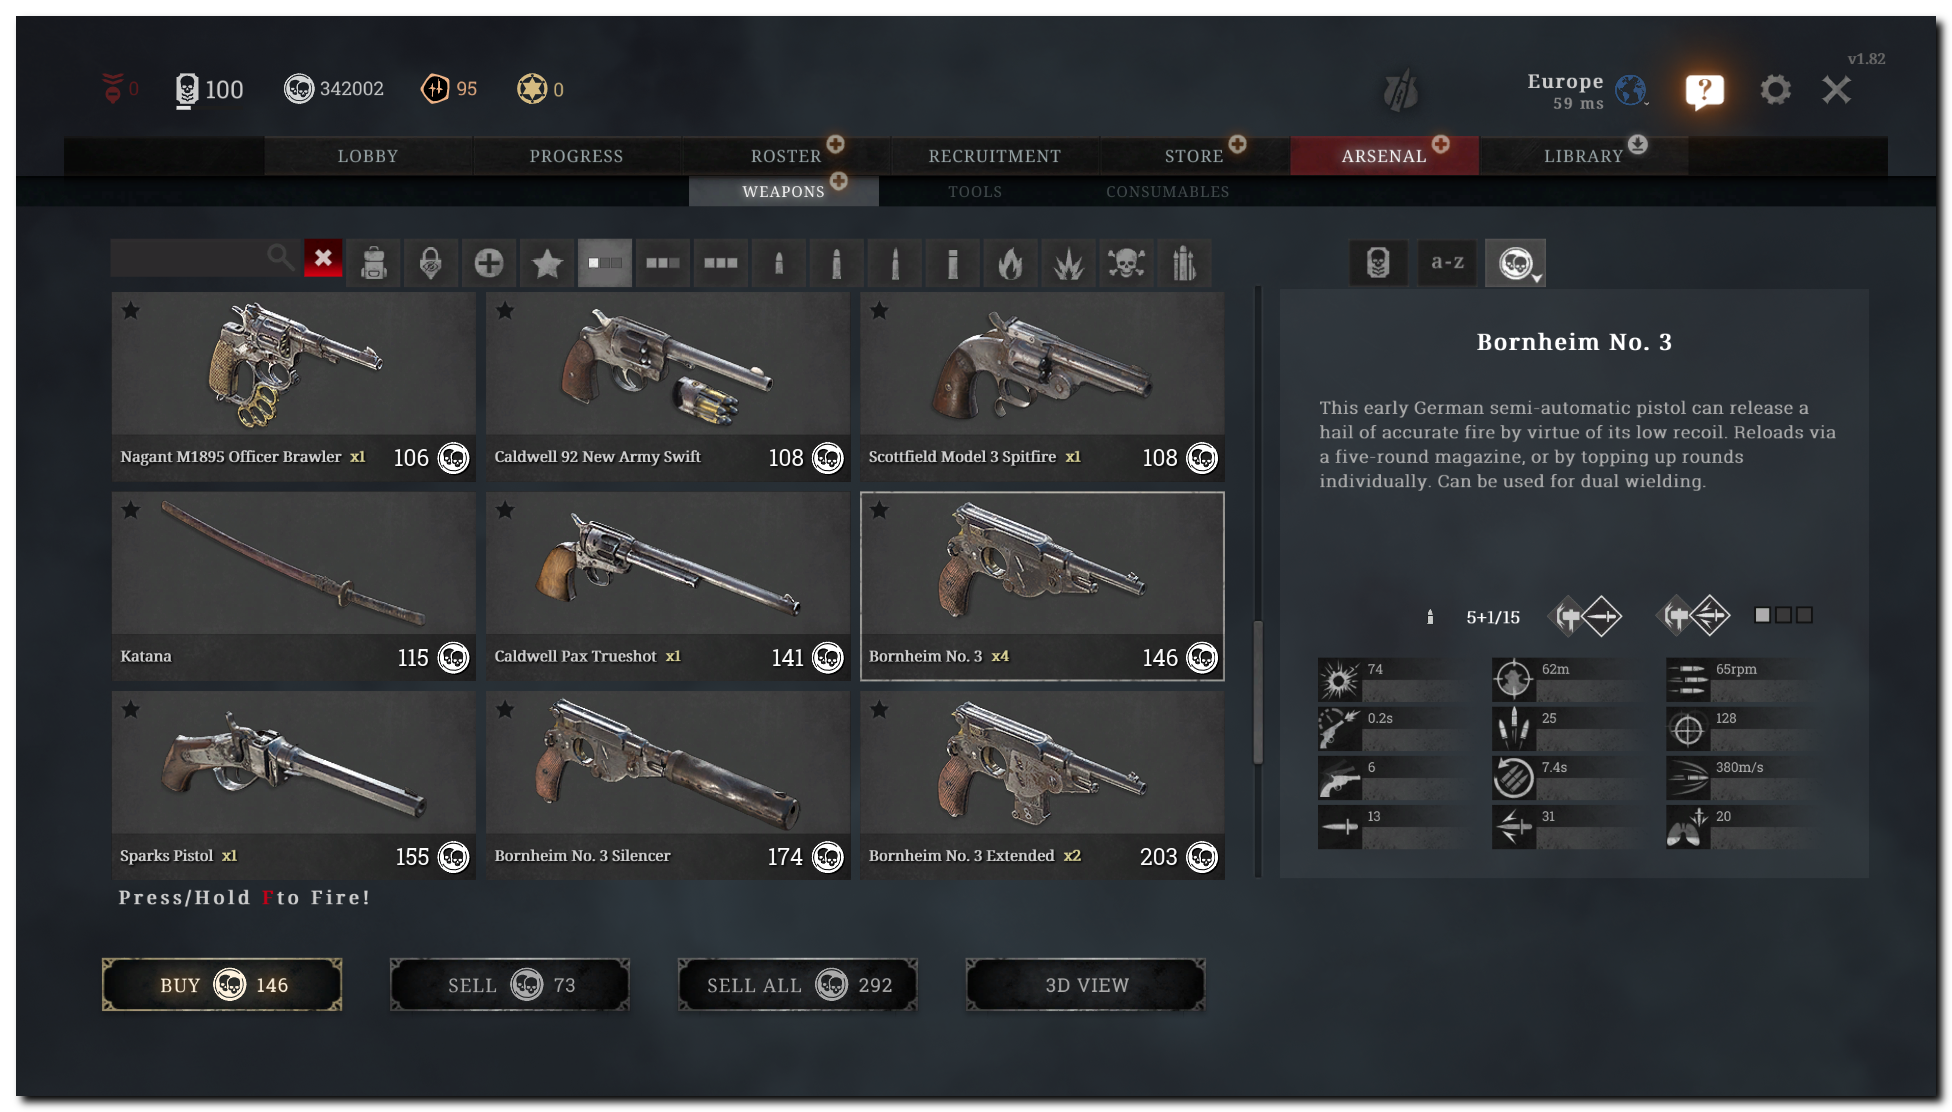 v1.82
0
100
342002
95
0
Europe
59 ms
?
LOBBY
PROGRESS
ROSTER
RECRUITMENT
STORE
ARSENAL
LIBRARY
WEAPONS
TOOLS
CONSUMABLES
a-z
Nagant M1895 Officer Brawler x1 106
Caldwell 92 New Army Swift 108
Scottfield Model 3 Spitfire x1 108
Katana 115
Caldwell Pax Trueshot x1 141
Bornheim No. 3 x4 146
Sparks Pistol x1 155
Bornheim No. 3 Silencer 174
Bornheim No. 3 Extended x2 203
Press/Hold F to Fire!
BUY 146
SELL 73
SELL ALL 292
3D VIEW
Bornheim No. 3
This early German semi-automatic pistol can release a
hail of accurate fire by virtue of its low recoil. Reloads via
a five-round magazine, or by topping up rounds
individually. Can be used for dual wielding.
5+1/15
74
62m
65rpm
0.2s
25
128
6
7.4s
380m/s
13
31
20